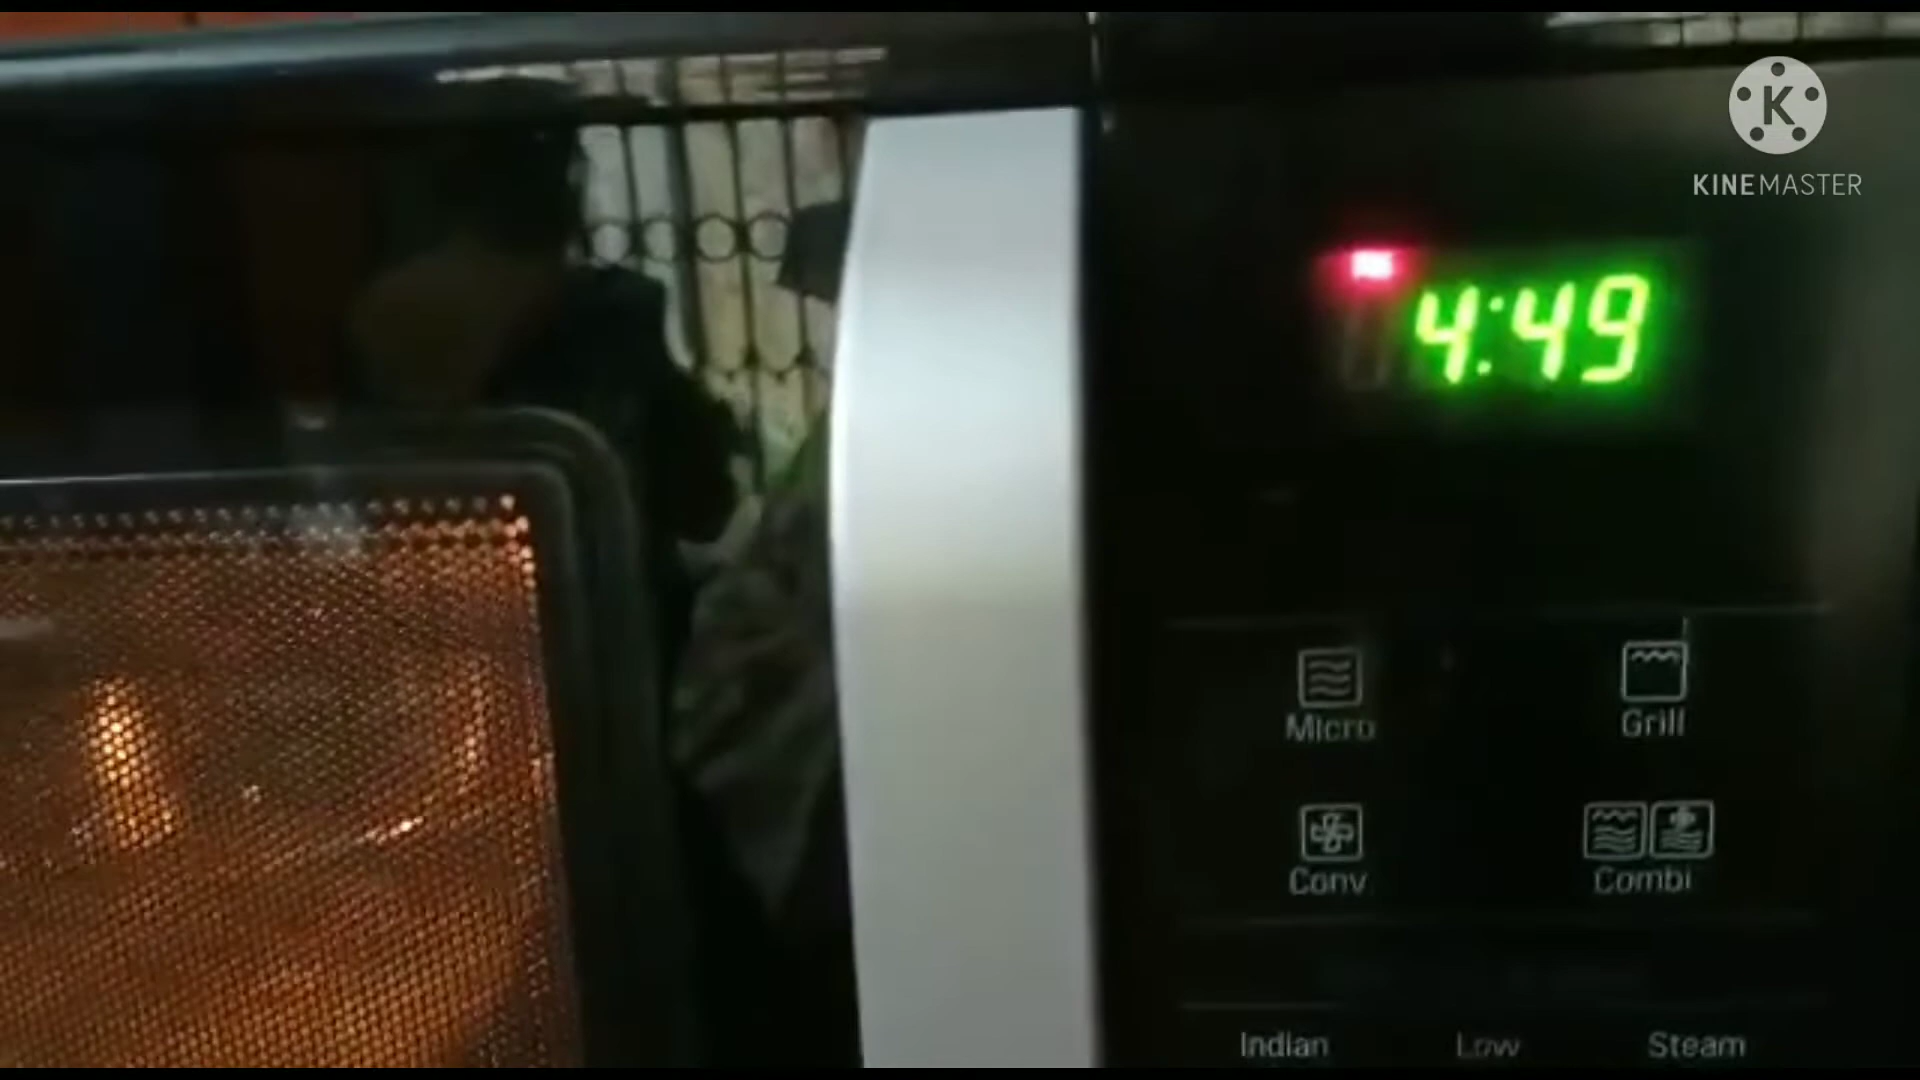 K
KINEMASTER
4:49
Micro
Grill
Conv
Combi
Indian Low Steam